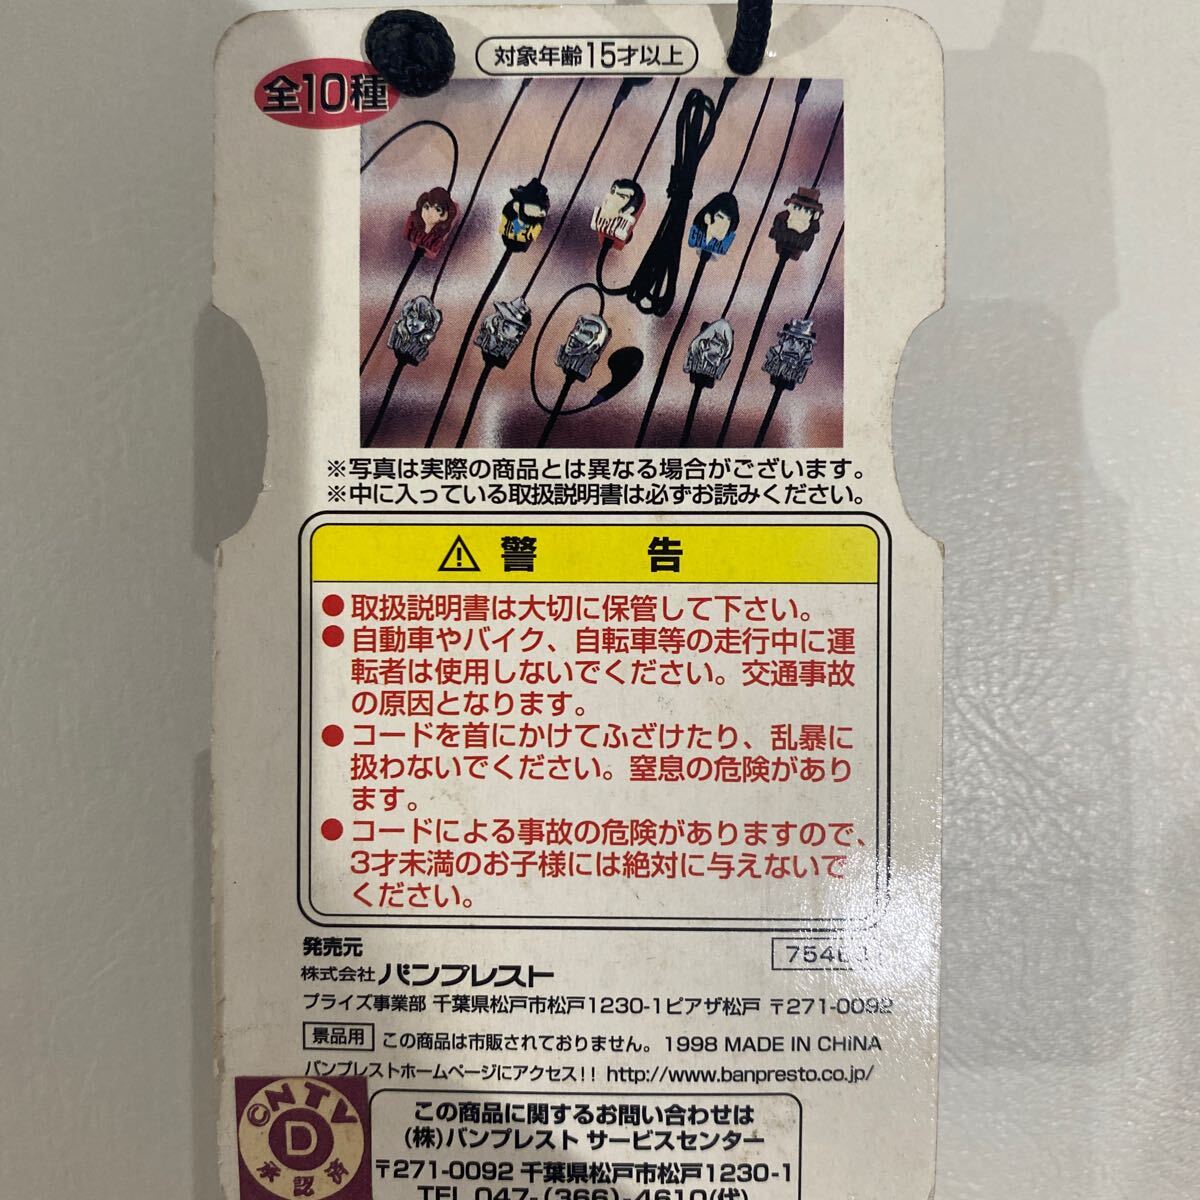 対象年齢15才以上
全10種
※写真は実際の商品とは異なる場合がございます。
※中に入っている取扱説明書は必ずお読みください。
⚠警告
●取扱説明書は大切に保管して下さい。
●自動車やバイク、自転車等の走行中に運
転者は使用しないでください。交通事故
の原因となります。
●コードを首にかけてふざけたり、乱暴に
扱わないでください。窒息の危険があり
ます。
●コードによる事故の危険がありますので、
3才未満のお子様には絶対に与えないで
ください。
発売元
株式会社 バンプレスト
プライズ事業部 千葉県松戸市松戸1230-1ピアザ松戸 〒271-0092
景品用 この商品は市販されておりません。1998 MADE IN CHINA
バンプレストホームページにアクセス!! http://www.banpresto.co.jp/
©NTV
D
承認
この商品に関するお問い合わせは
(株)バンプレスト サービスセンター
〒271-0092 千葉県松戸市松戸1230-1
TEL 047-(366)-4610(代)